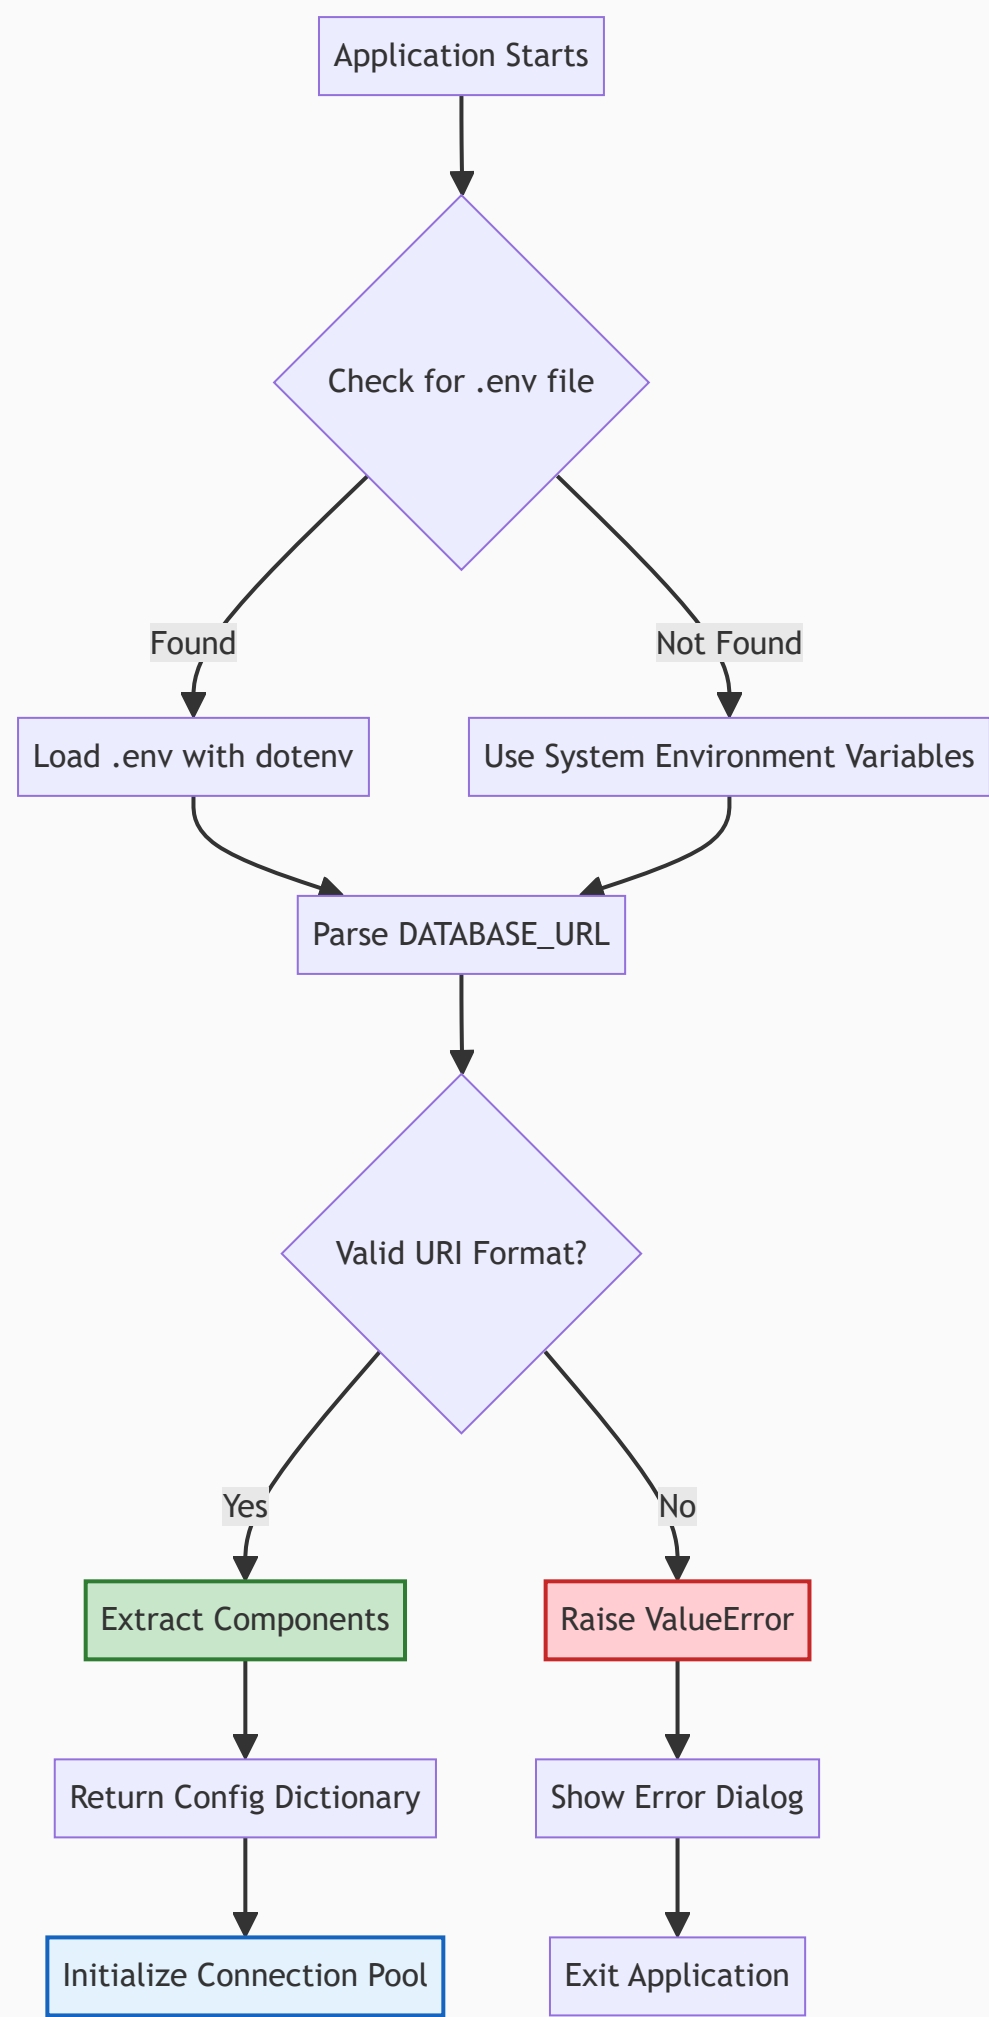 Application Starts
Check for .env file
Found
Not Found
Load .env with dotenv
Use System Environment Variables
Parse DATABASE_URL
Valid URI Format?
Yes
No
Extract Components
Raise ValueError
Return Config Dictionary
Show Error Dialog
Initialize Connection Pool
Exit Application